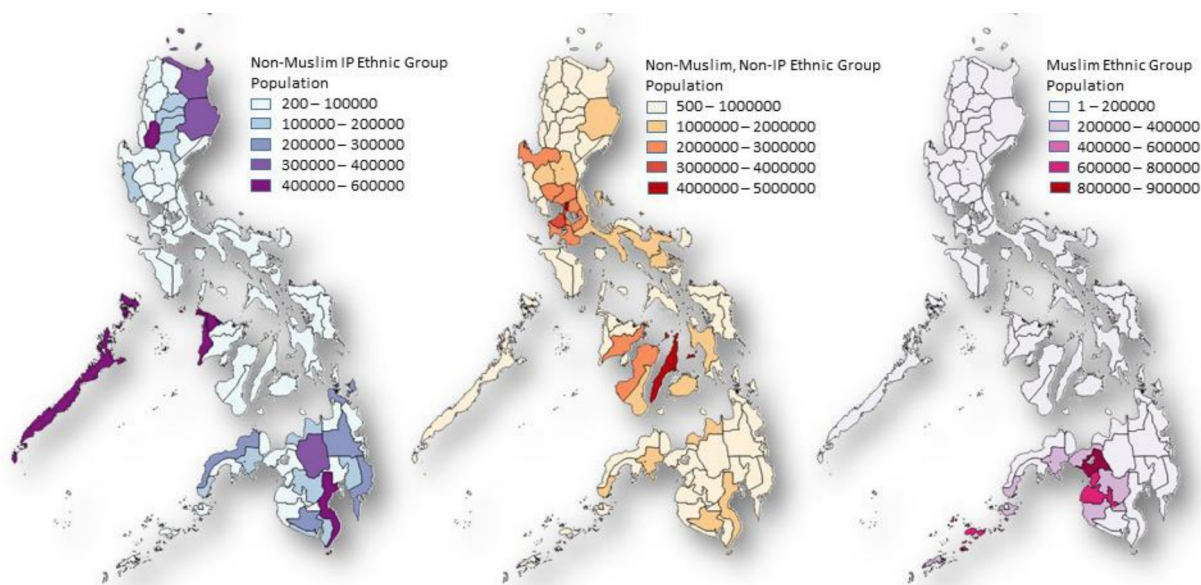 Non-Muslim IP Ethnic Group
Population
200 – 100000
100000 – 200000
200000 – 300000
300000 – 400000
400000 – 600000
Non-Muslim, Non-IP Ethnic Group
Population
500 – 1000000
1000000 – 2000000
2000000 – 3000000
3000000 – 4000000
4000000 – 5000000
Muslim Ethnic Group
Population
1 – 200000
200000 – 400000
400000 – 600000
600000 – 800000
800000 – 900000